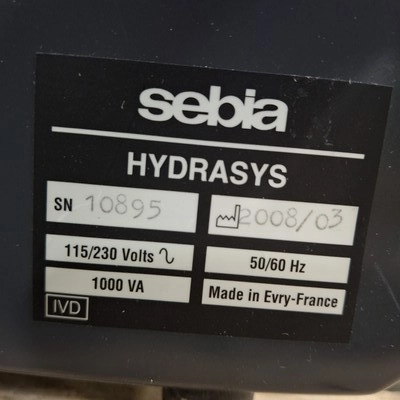 sebia
HYDRASYS
SN 10895 2008/03
115/230 Volts 50/60 Hz
1000 VA Made in Evry-France
IVD